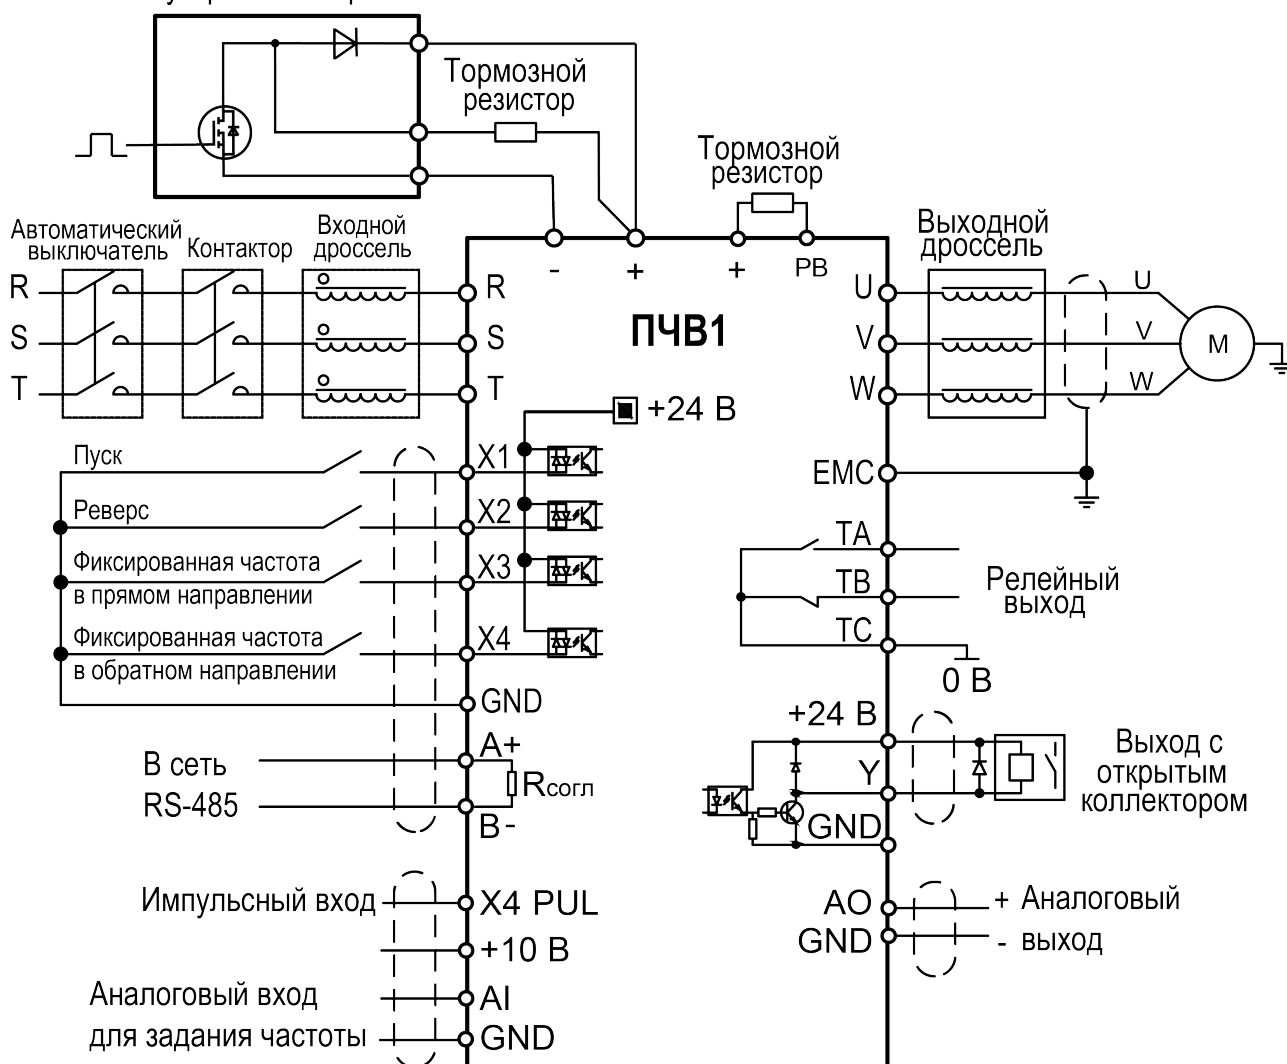 Тормозной
резистор
Тормозной
резистор
Автоматический
выключатель
Контактор
Входной
дроссель
Выходной
дроссель
-
+
+
PB
R
S
T
R
S
T
ПЧВ1
U
V
W
U
V
W
M
+24 В
Пуск
X1
Реверс
X2
Фиксированная частота
в прямом направлении
X3
Фиксированная частота
в обратном направлении
X4
GND
EMC
TA
TB
TC
Релейный
выход
0 В
В сеть
RS-485
A+
Rсогл
B-
+24 В
Y
GND
Выход с
открытым
коллектором
Импульсный вход
X4 PUL
+10 В
Аналоговый вход
для задания частоты
AI
GND
AO
GND
+ Аналоговый
- выход